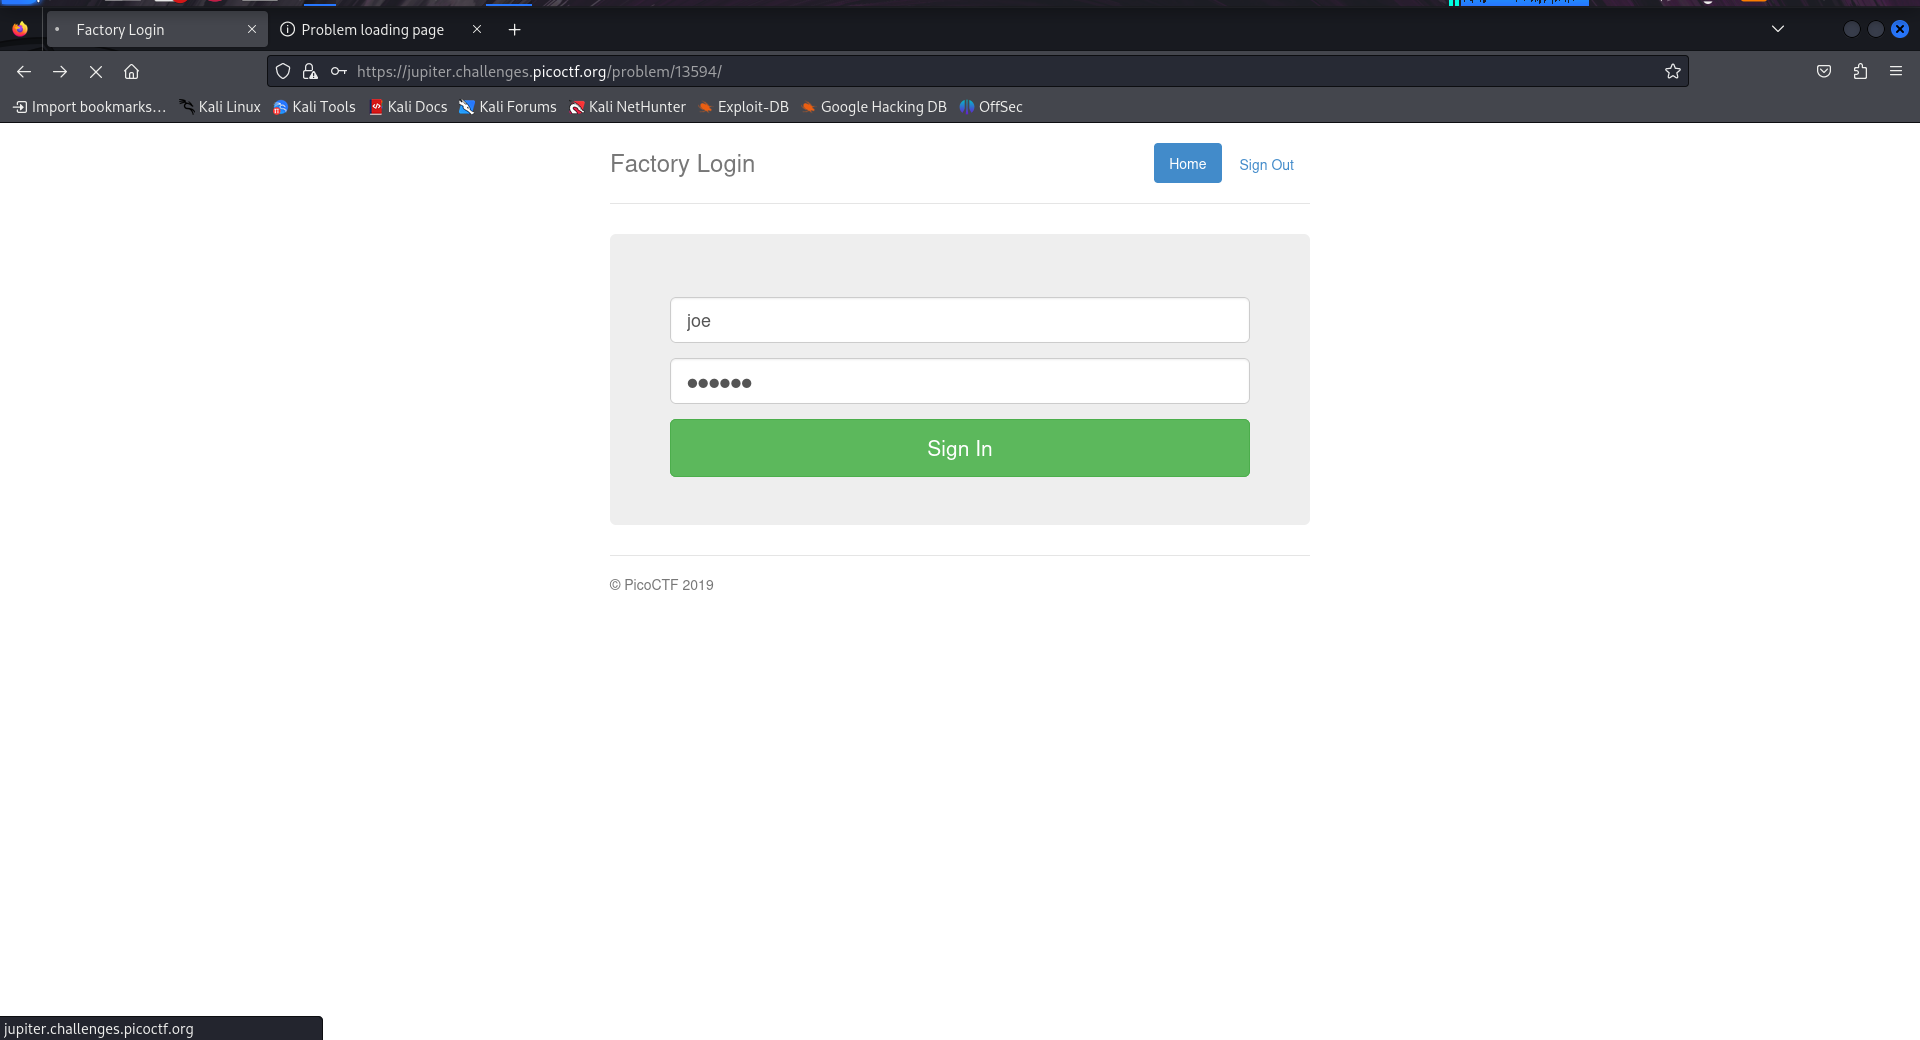 Factory Login
Problem loading page
https://jupiter.challenges.picoctf.org/problem/13594/
Import bookmarks... Kali Linux Kali Tools Kali Docs Kali Forums Kali NetHunter Exploit-DB Google Hacking DB OffSec
Factory Login
Home
Sign Out
joe
Sign In
© PicoCTF 2019
jupiter.challenges.picoctf.org